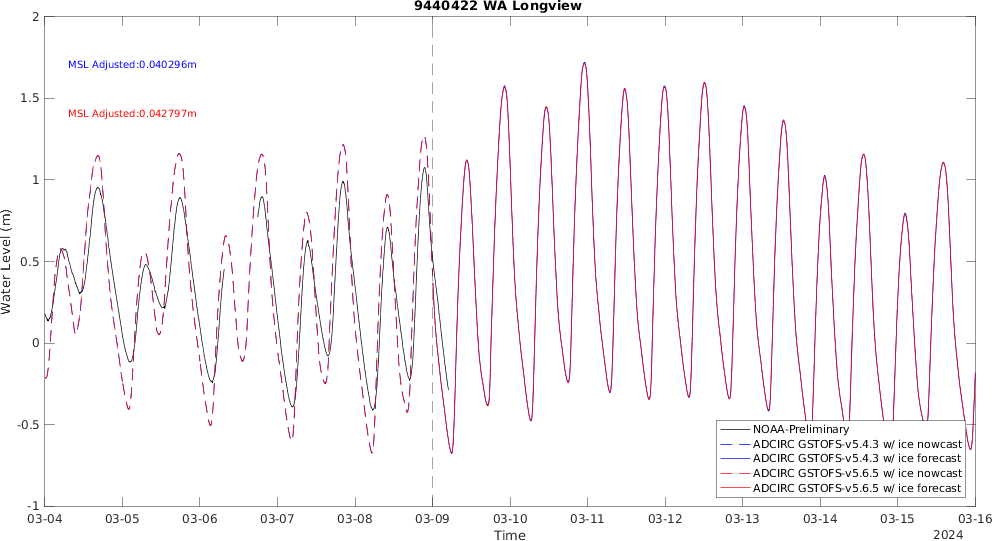 9440422 WA Longview
2
MSL Adjusted:0.040296m
1.5
MSL Adjusted:0.042797m
1
0.5
0
-0.5
-1
Water Level (m)
NOAA-Preliminary
ADCIRC GSTOFS-v5.4.3 w/ ice nowcast
ADCIRC GSTOFS-v5.4.3 w/ ice forecast
ADCIRC GSTOFS-v5.6.5 w/ ice nowcast
ADCIRC GSTOFS-v5.6.5 w/ ice forecast
03-04 03-05 03-06 03-07 03-08 03-09 03-10 03-11 03-12 03-13 03-14 03-15 03-16
Time
2024